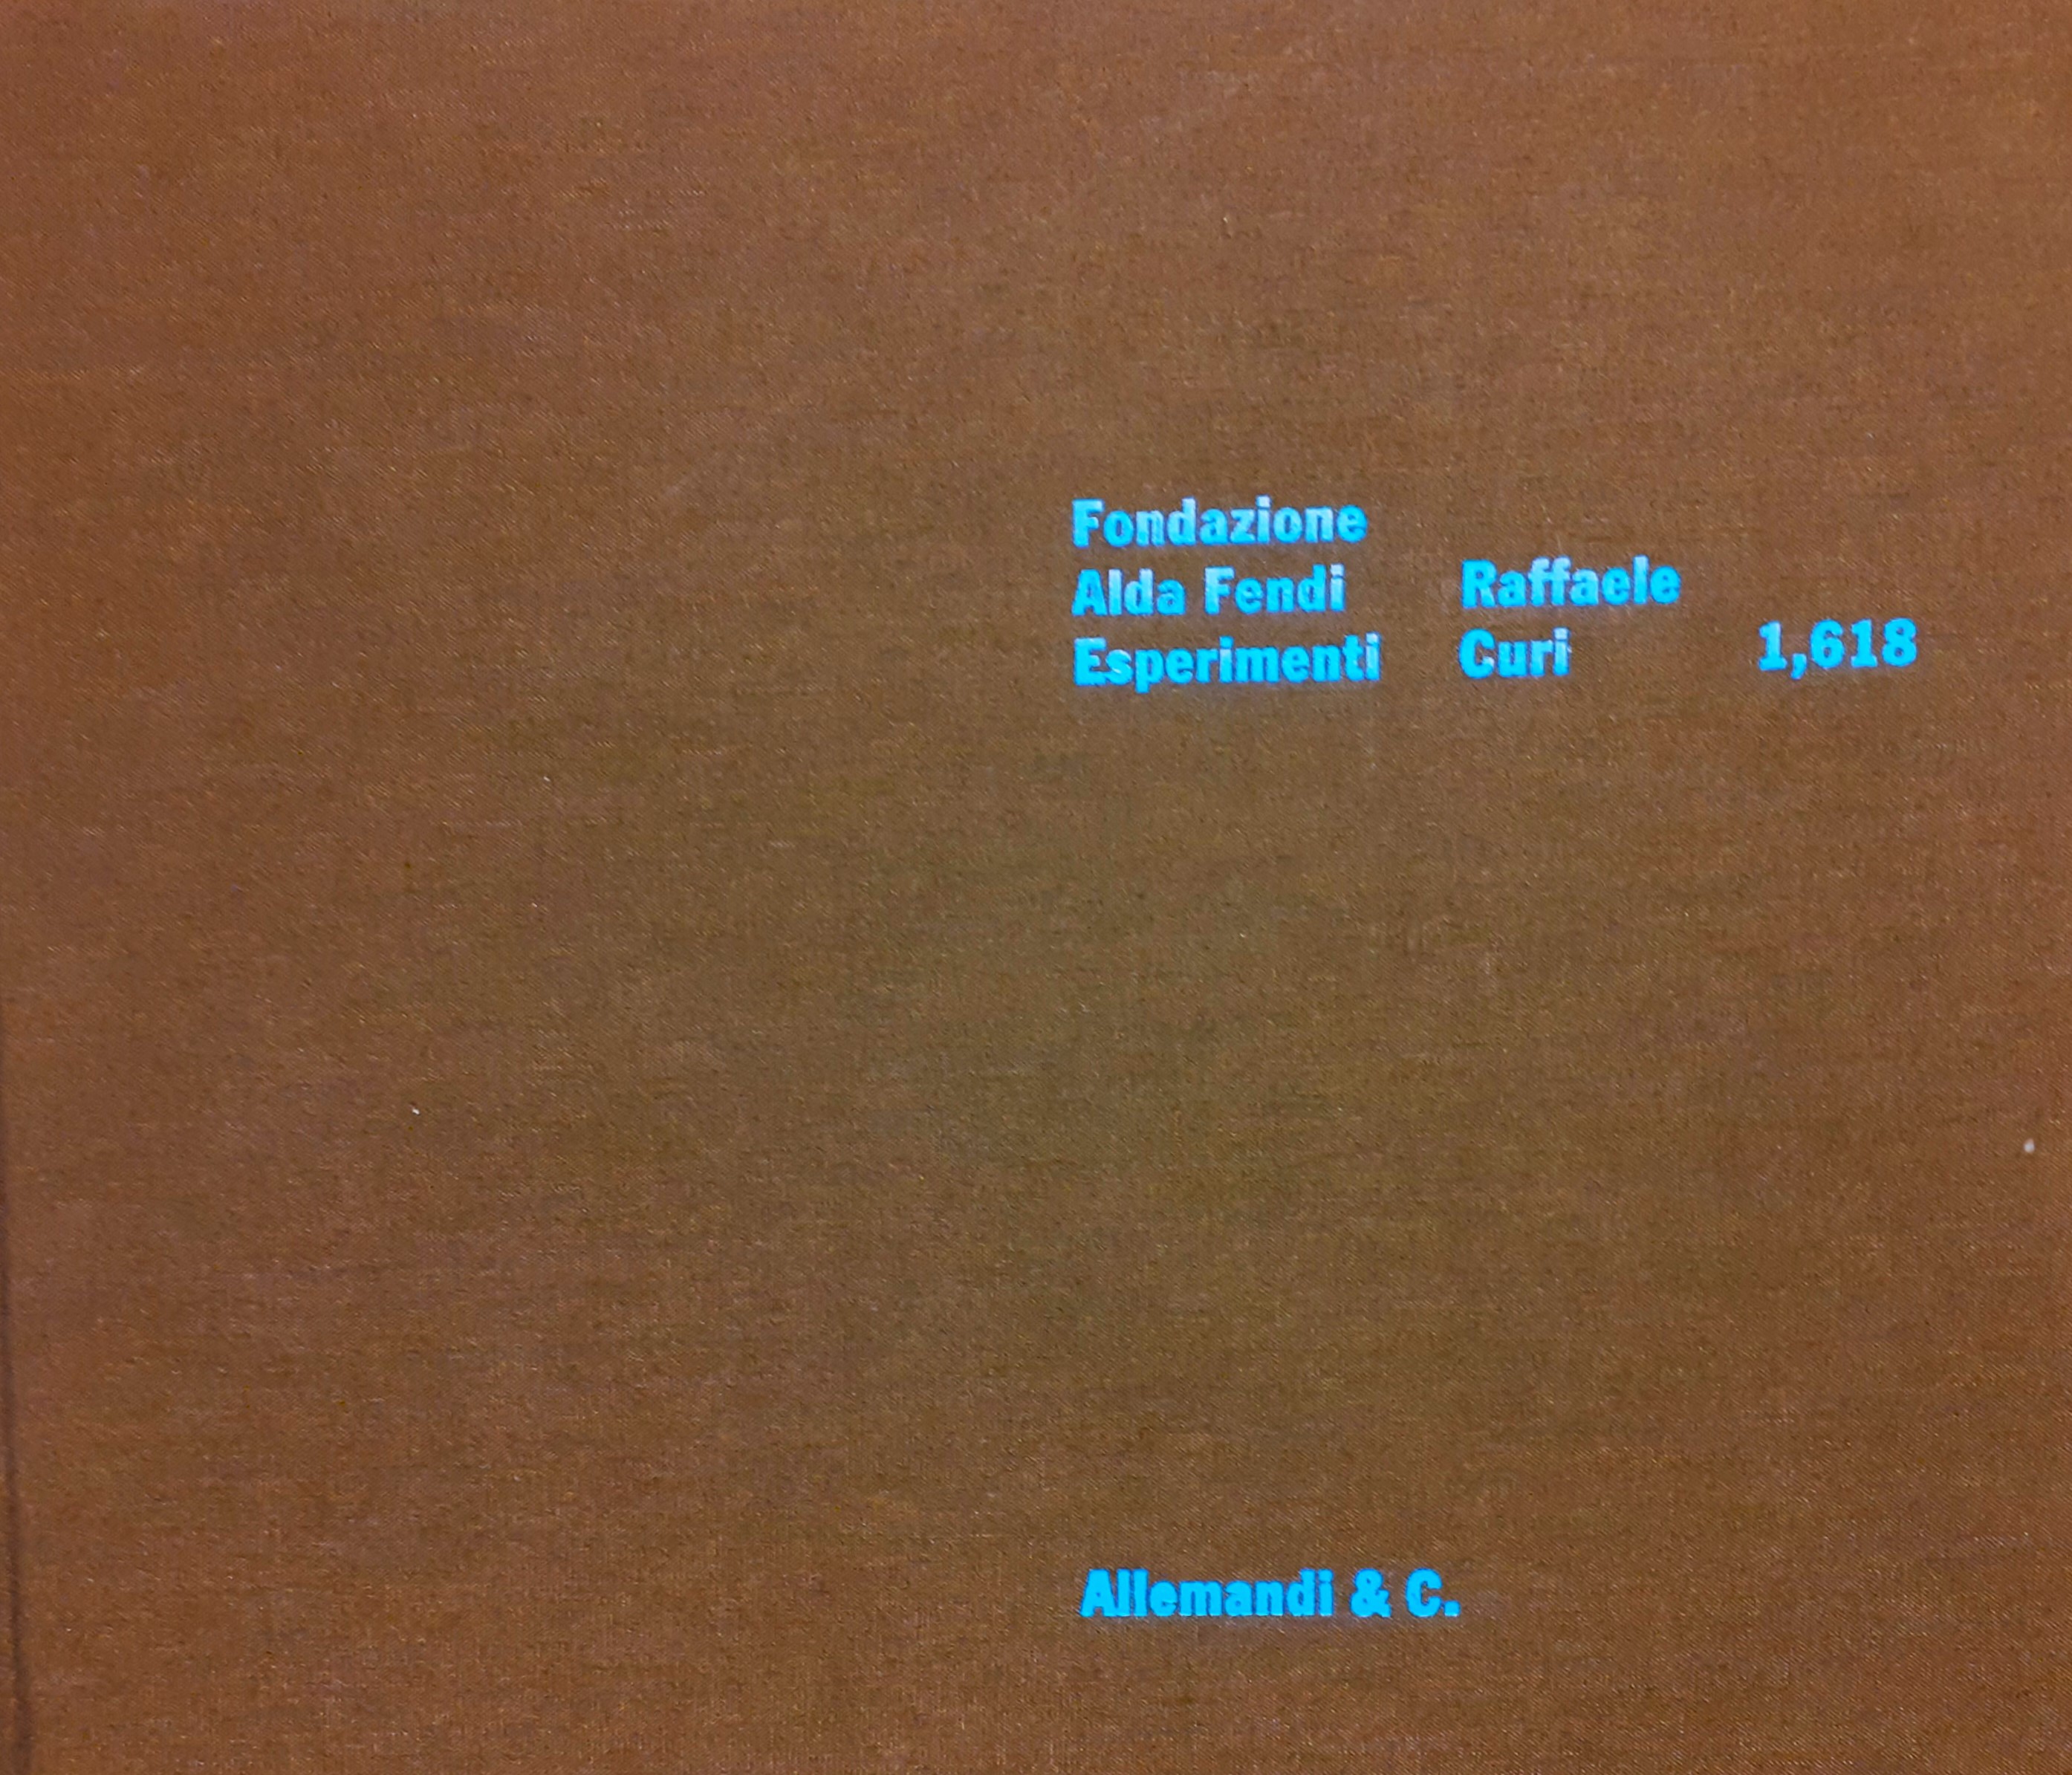 Fondazione
Alda Fendi
Esperimenti
Raffaele
Curi
1,618
Allemandi & C.